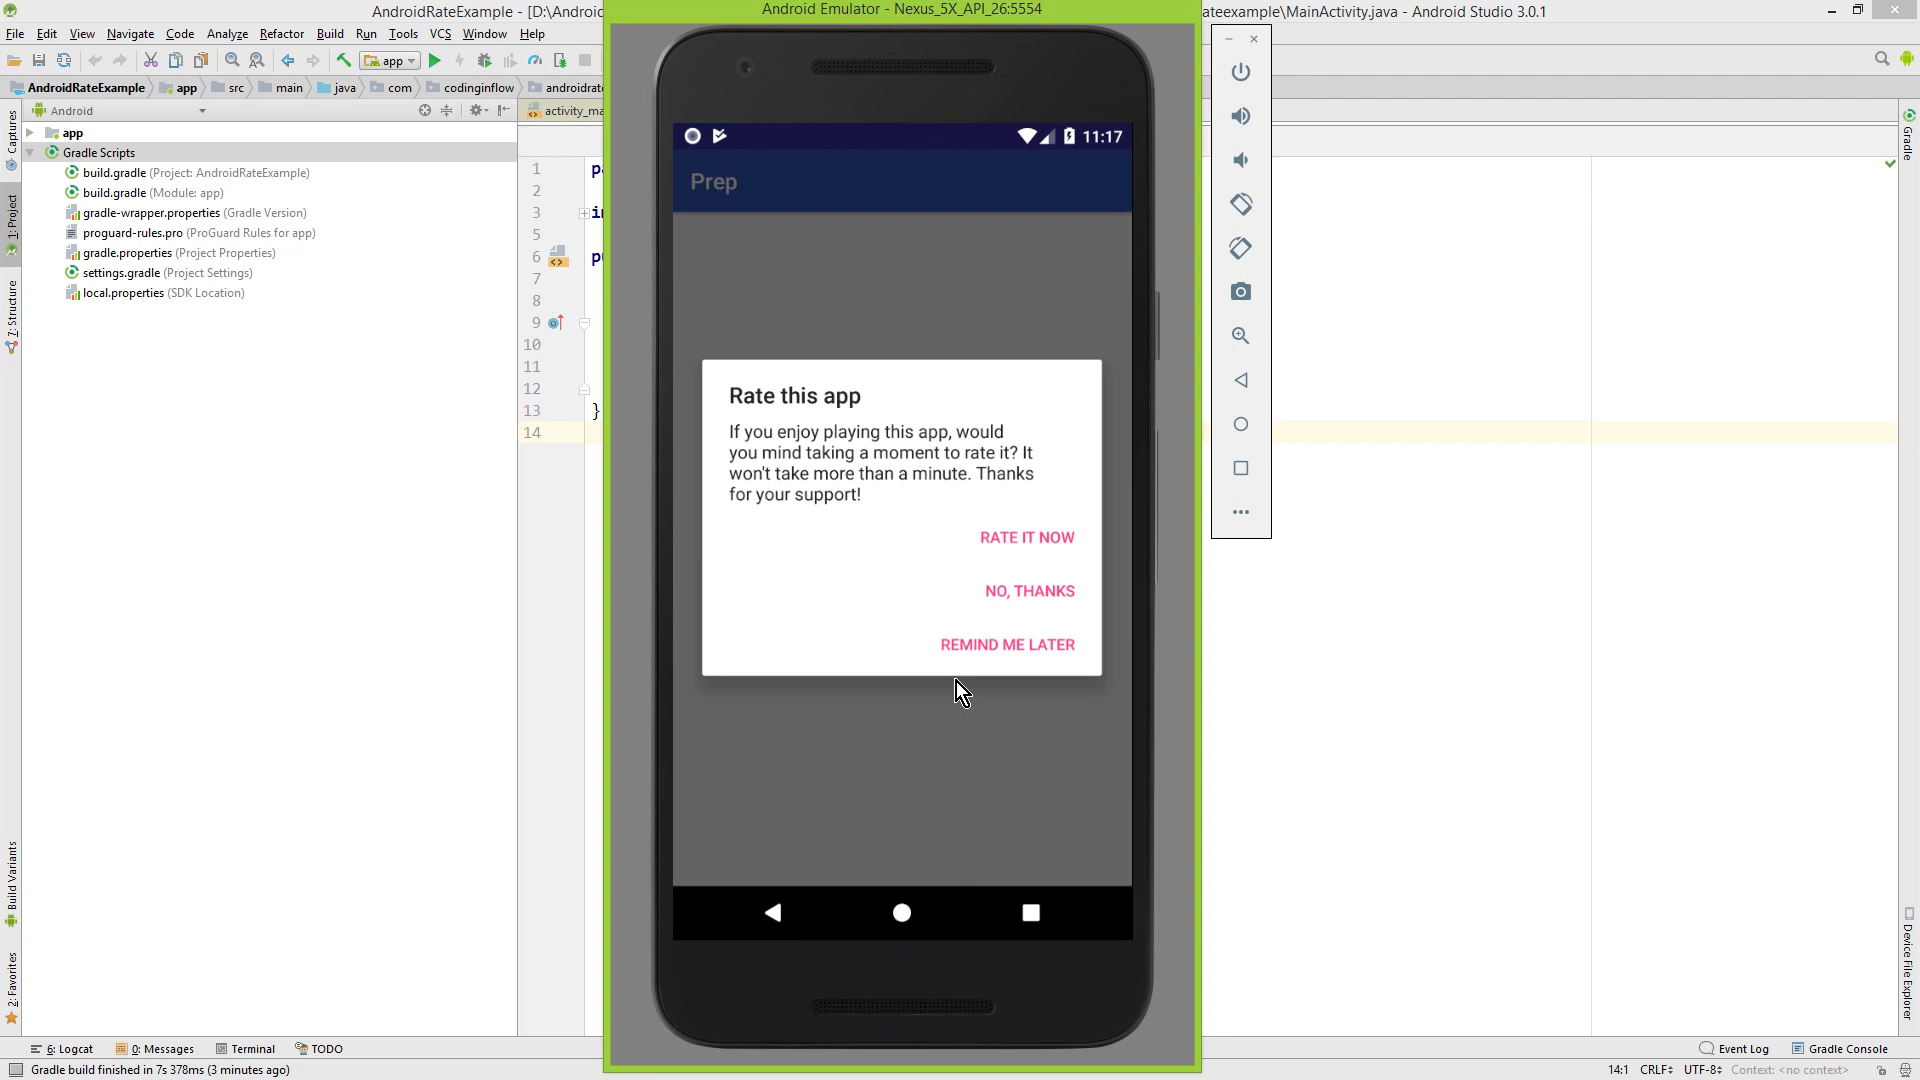 AndroidRateExample - [D:\Androi
Android Emulator - Nexus_5X_API_26:5554
ateexample\MainActivity.java - Android Studio 3.0.1
File Edit View Navigate Code Analyze Refactor Build Run Tools VCS Window Help
app
AndroidRateExample app src main java com codinginflow androidrate
Android
activity_ma
app
Gradle Scripts
build.gradle (Project: AndroidRateExample)
build.gradle (Module: app)
gradle-wrapper.properties (Gradle Version)
proguard-rules.pro (ProGuard Rules for app)
gradle.properties (Project Properties)
settings.gradle (Project Settings)
local.properties (SDK Location)
Captures
1: Project
7: Structure
Build Variants
2: Favorites
1
2
3
5
6
7
8
9
10
11
12
13 }
14
11:17
Prep
Rate this app
If you enjoy playing this app, would
you mind taking a moment to rate it? It
won't take more than a minute. Thanks
for your support!
RATE IT NOW
NO, THANKS
REMIND ME LATER
Gradle
Device File Explorer
6: Logcat 0: Messages Terminal TODO
Event Log Gradle Console
Gradle build finished in 7s 378ms (3 minutes ago)
14:1 CRLF UTF-8 Context: <no context>